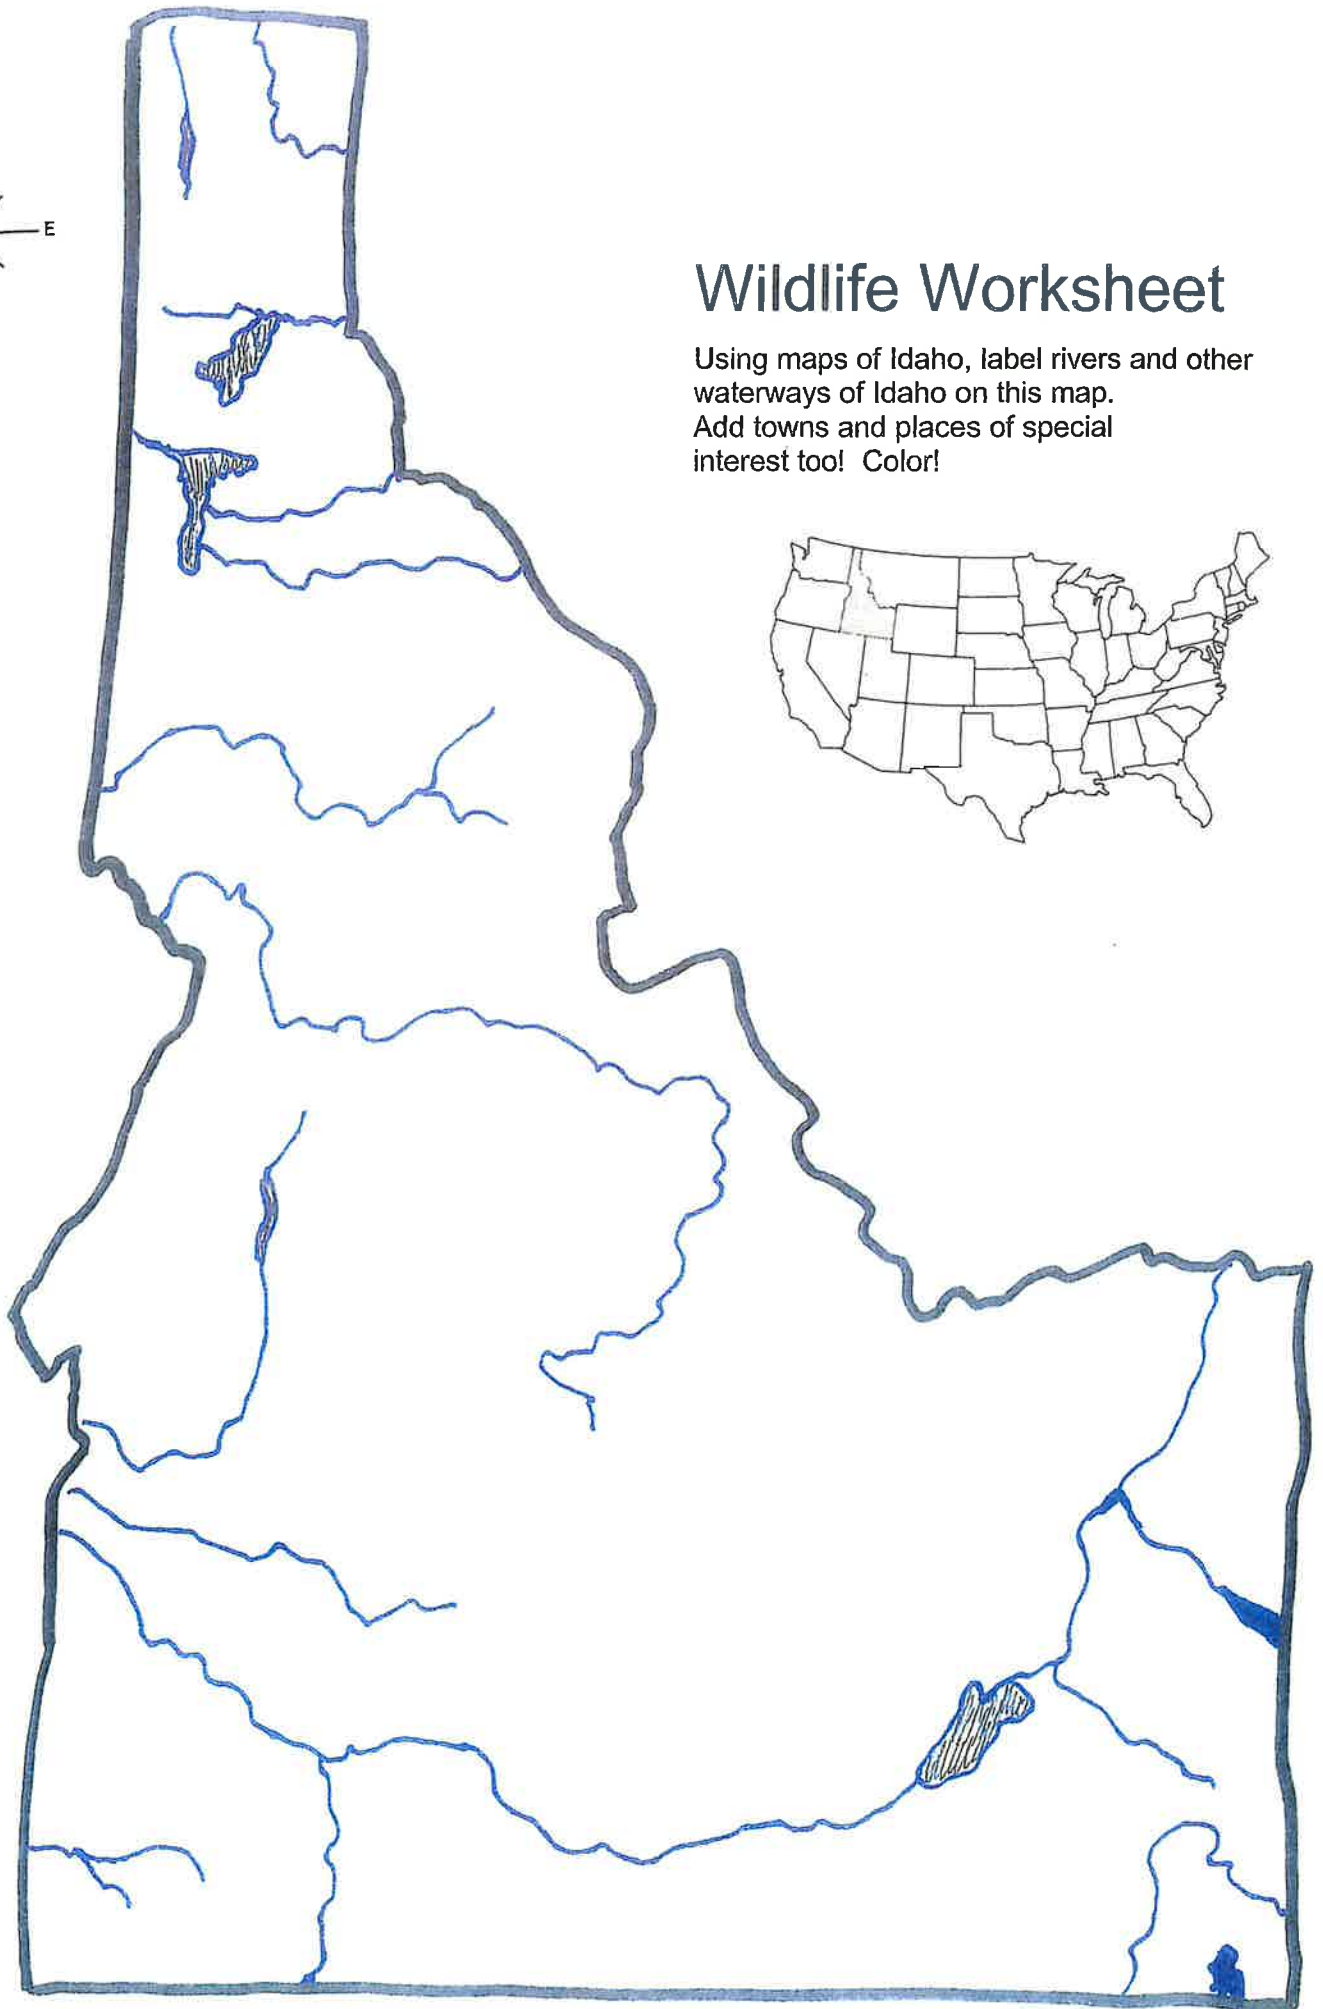 E
Wildlife Worksheet
Using maps of Idaho, label rivers and other
waterways of Idaho on this map.
Add towns and places of special
interest too!  Color!